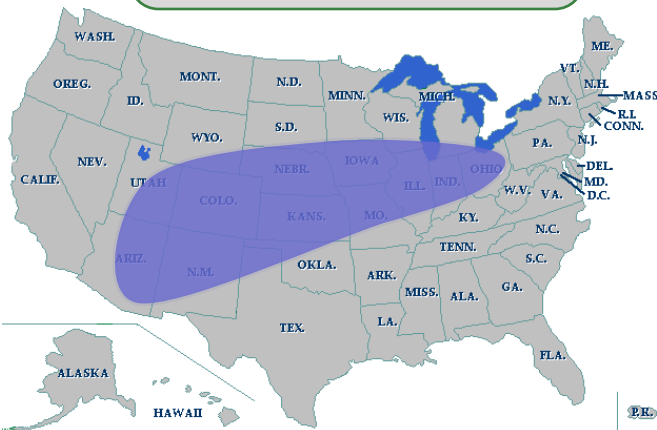 WASH.
ME.
VT.
MONT.
N.D.
OREG.
N.H.
MINN.
MICH.
MASS
ID.
N.Y.
R.I.
WIS.
S.D.
CONN.
WYO.
PA.
N.J.
NEV.
IOWA
NEBR.
OHIO
DEL.
CALIF.
UTAH
ILL.
IND.
MD.
W.V.
VA.
D.C.
COLO.
KANS.
MO.
KY.
N.C.
TENN.
ARIZ.
S.C.
OKLA.
N.M.
ARK.
GA.
MISS.
ALA.
LA.
TEX.
FLA.
ALASKA
HAWAII
P.R.